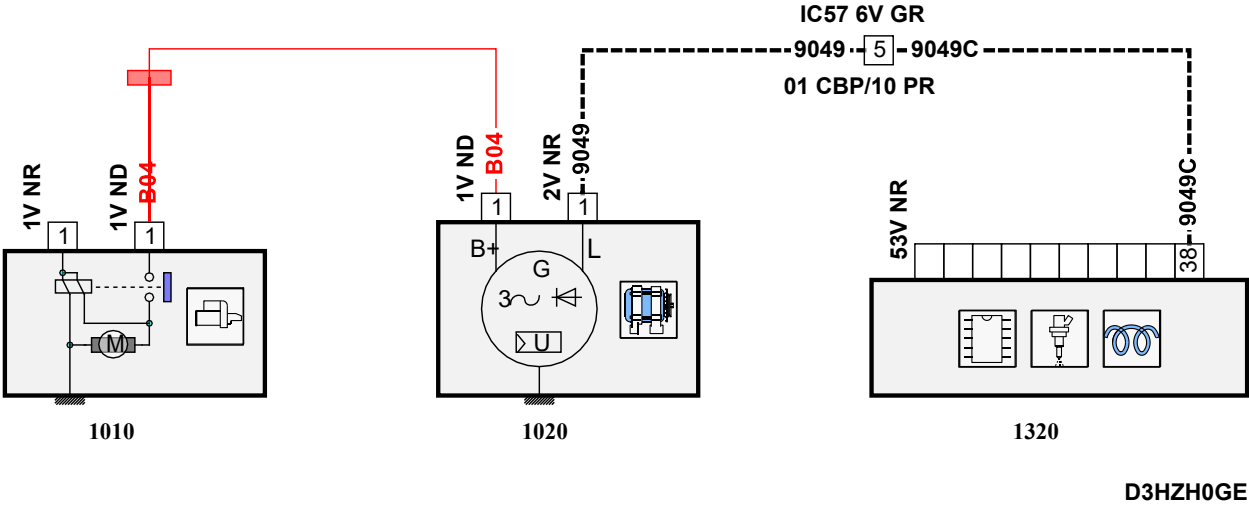 IC57 6V GR
9049 5 9049C
01 CBP/10 PR
1V NR
1V ND
B04
1V ND
B04
2V NR
9049
53V NR
9049C
1
1
1
1
38
B+
L
G
3
U
M
1010
1020
1320
D3HZH0GE